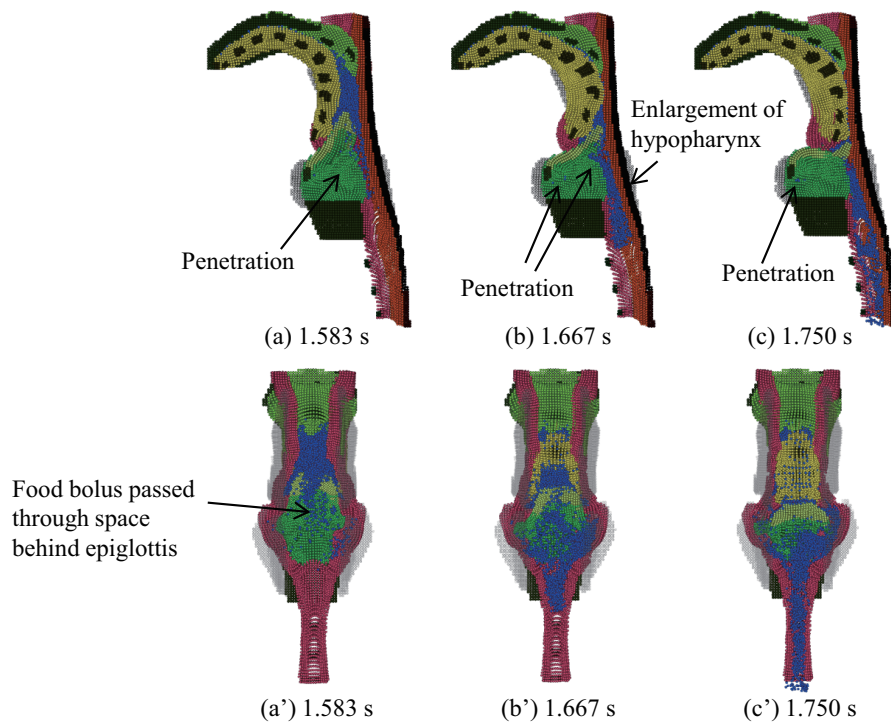 Enlargement of
hypopharynx
Penetration
Penetration
Penetration
(a) 1.583 s
(b) 1.667 s
(c) 1.750 s
Food bolus passed
through space
behind epiglottis
(a’) 1.583 s
(b’) 1.667 s
(c’) 1.750 s